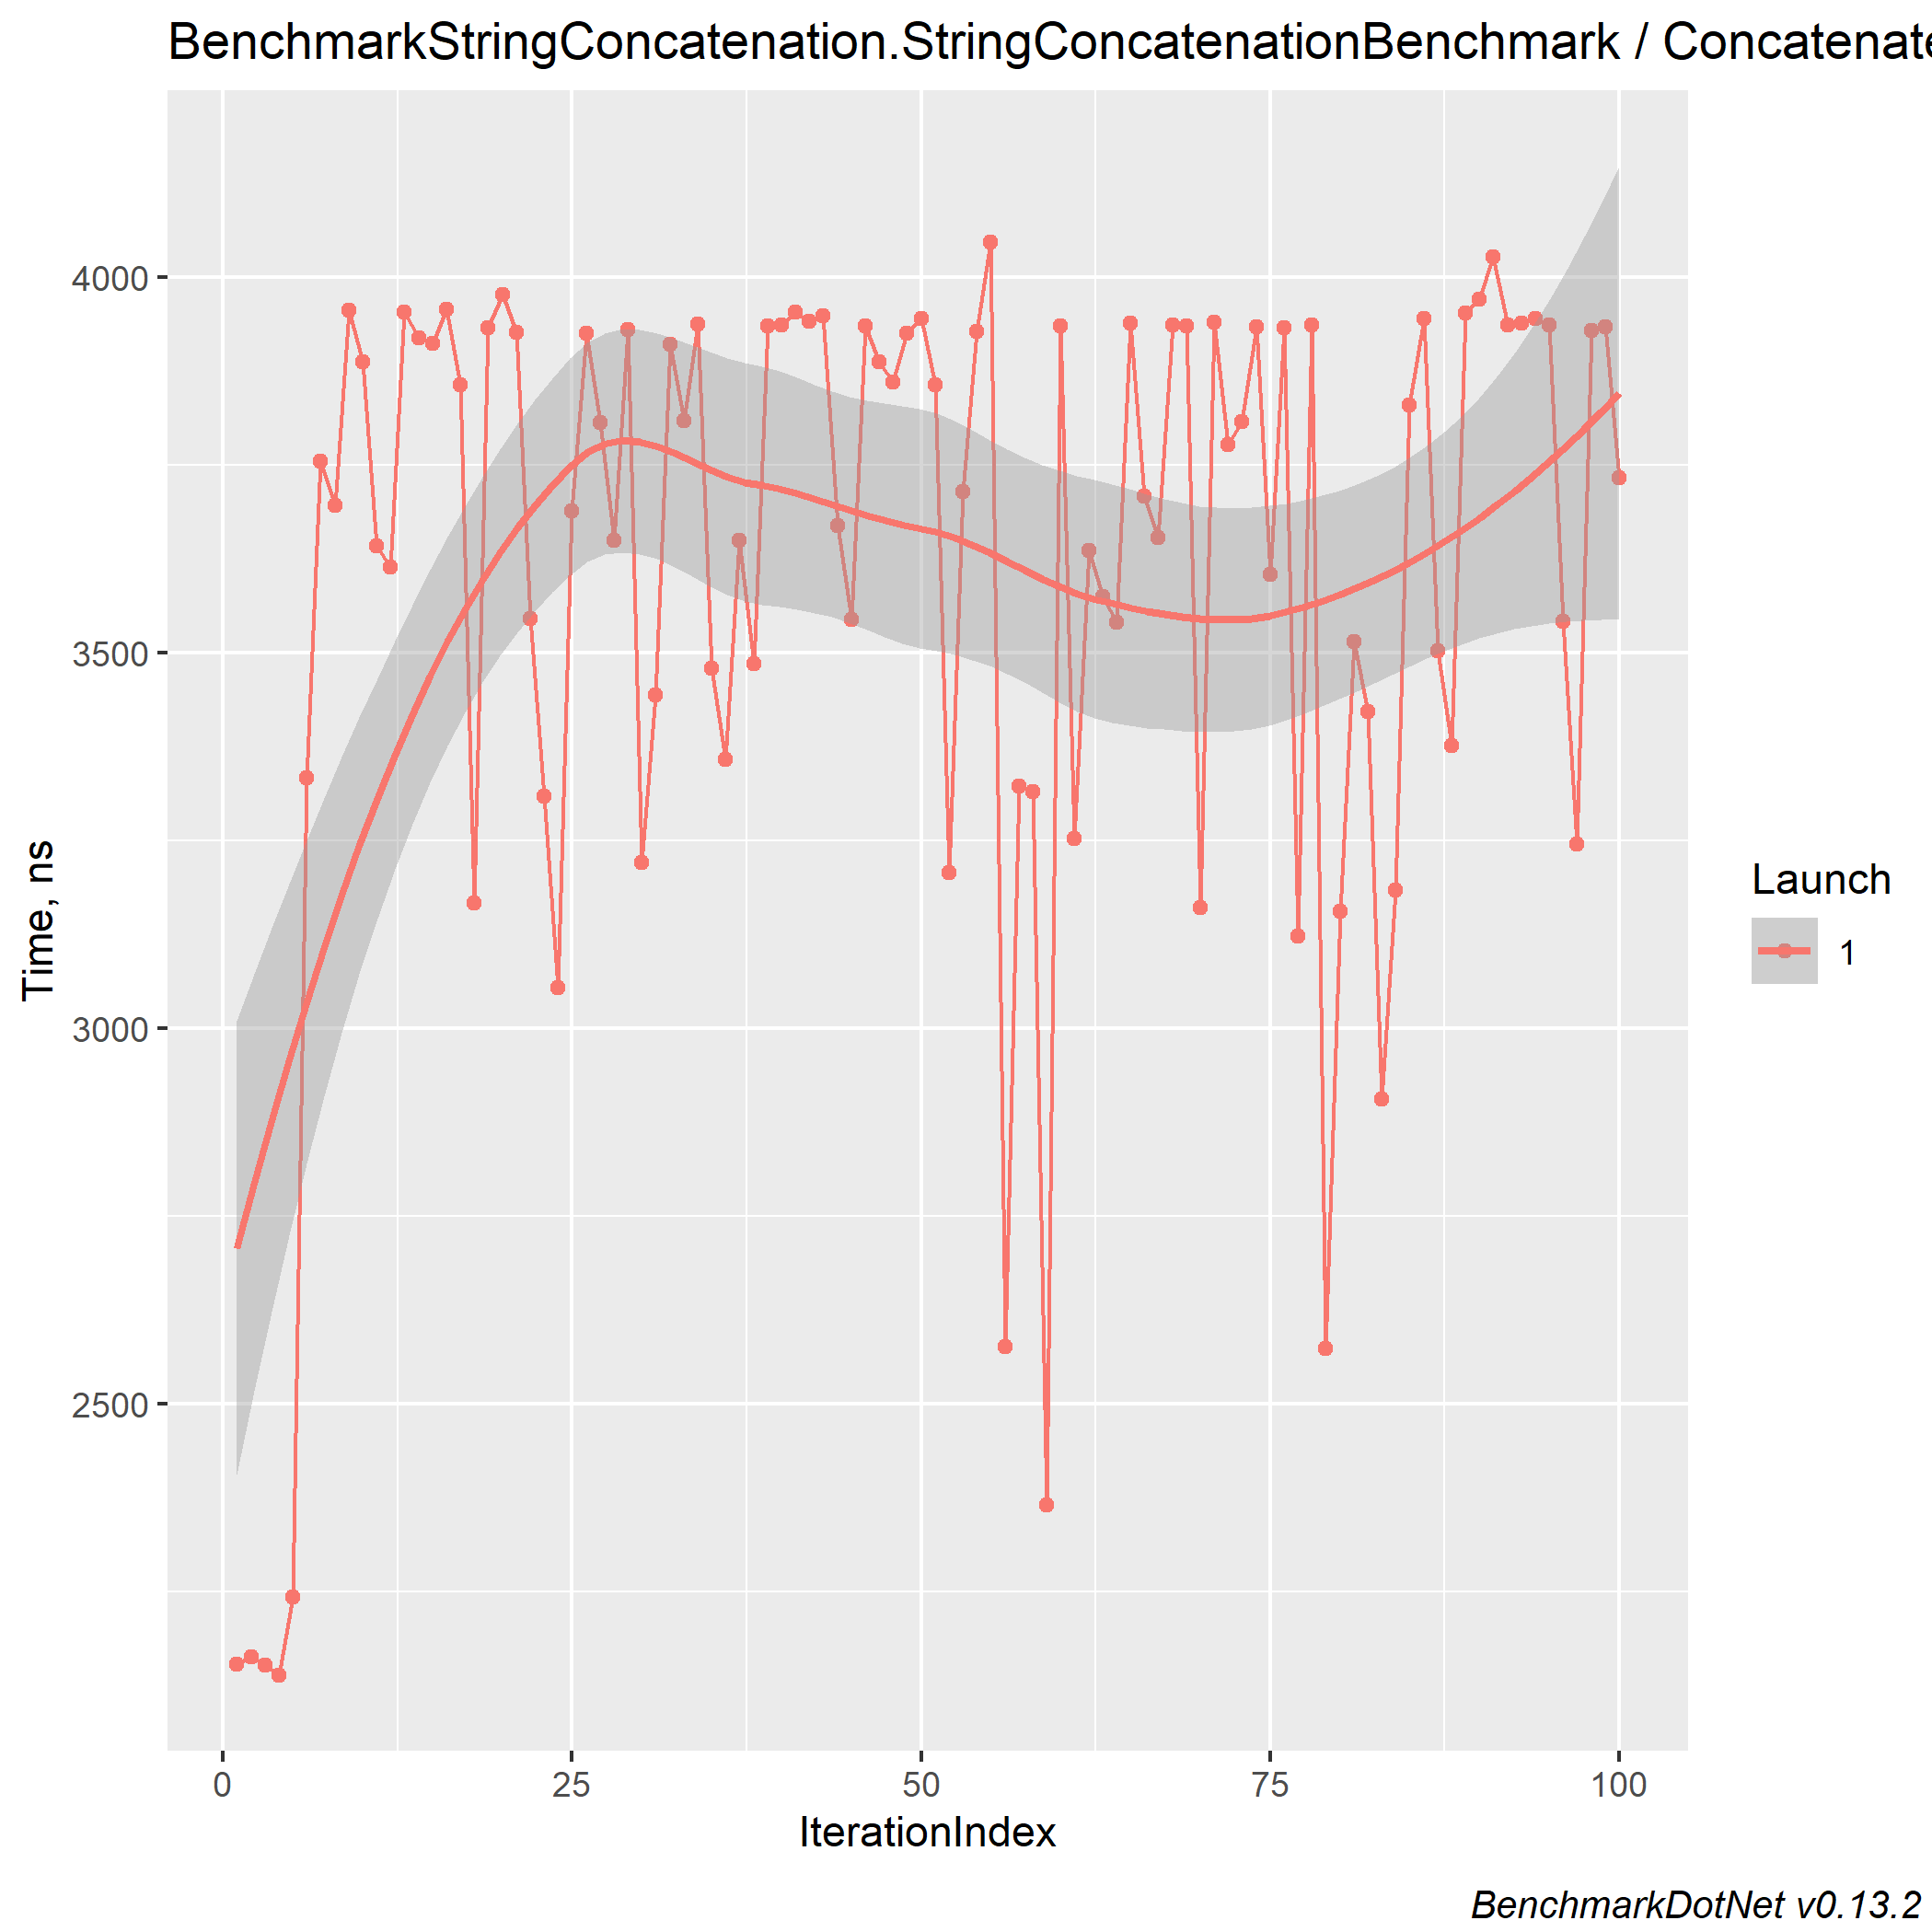 BenchmarkStringConcatenation.StringConcatenationBenchmark / Concatenate
4000
3500
3000
2500
Time, ns
0 25 50 75 100
IterationIndex
Launch
1
BenchmarkDotNet v0.13.2